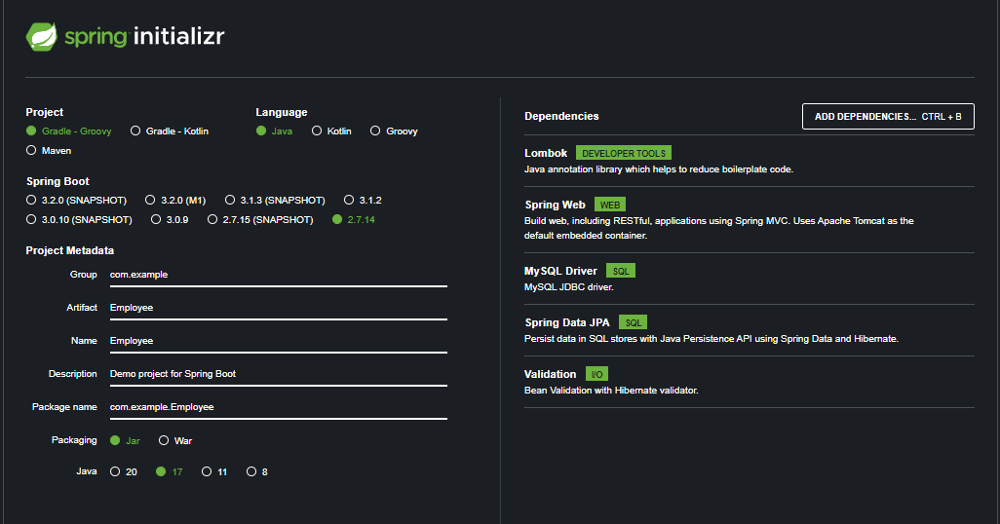 spring initializr
Project
Gradle - Groovy Gradle - Kotlin
Maven
Language
Java Kotlin Groovy
Spring Boot
3.2.0 (SNAPSHOT) 3.2.0 (M1) 3.1.3 (SNAPSHOT) 3.1.2
3.0.10 (SNAPSHOT) 3.0.9 2.7.15 (SNAPSHOT) 2.7.14
Project Metadata
Group com.example
Artifact Employee
Name Employee
Description Demo project for Spring Boot
Package name com.example.Employee
Packaging Jar War
Java 20 17 11 8
Dependencies ADD DEPENDENCIES... CTRL + B
Lombok DEVELOPER TOOLS
Java annotation library which helps to reduce boilerplate code.
Spring Web WEB
Build web, including RESTful, applications using Spring MVC. Uses Apache Tomcat as the
default embedded container.
MySQL Driver SQL
MySQL JDBC driver.
Spring Data JPA SQL
Persist data in SQL stores with Java Persistence API using Spring Data and Hibernate.
Validation I/O
Bean Validation with Hibernate validator.